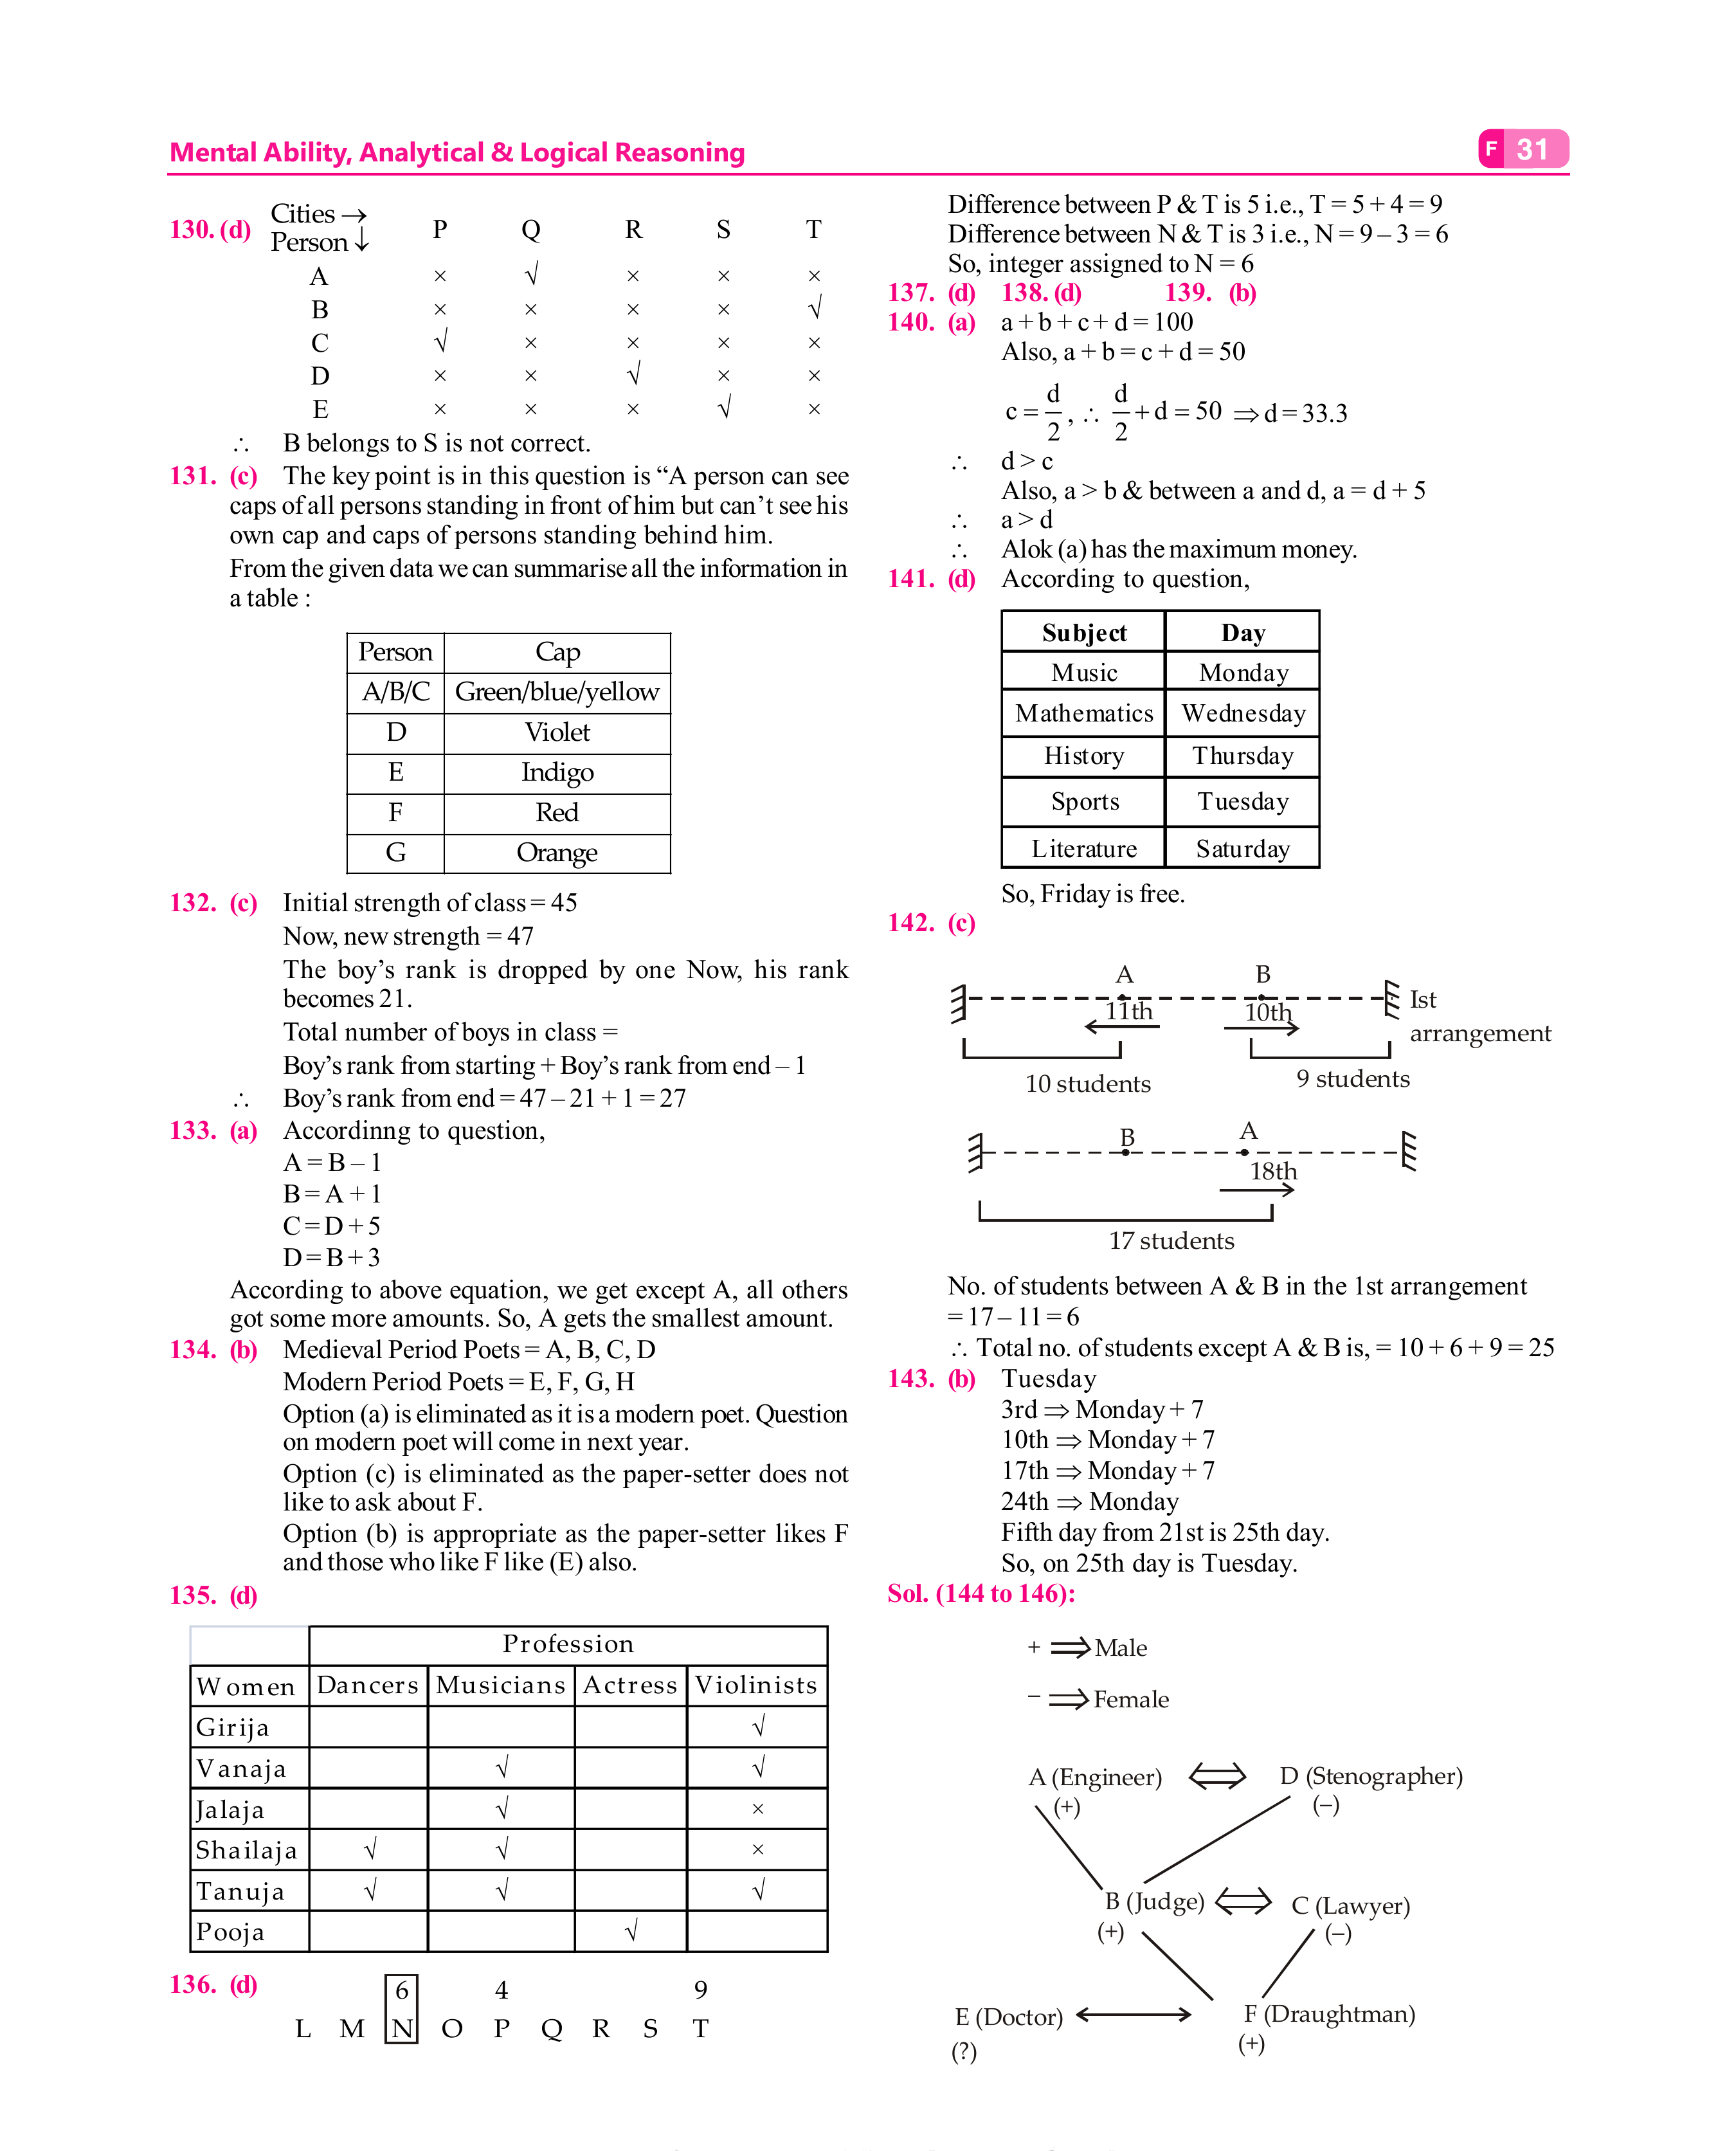 Mental Ability, Analytical & Logical Reasoning
F 31
130. (d) Cities → P Q R S T
Person ↓
A × √ × × ×
B × × × × √
C √ × × × ×
D × × √ × ×
E × × × √ ×
∴ B belongs to S is not correct.
131. (c) The key point is in this question is “A person can see
caps of all persons standing in front of him but can’t see his
own cap and caps of persons standing behind him.
From the given data we can summarise all the information in
a table :
Person Cap
A/B/C Green/blue/yellow
D Violet
E Indigo
F Red
G Orange
132. (c) Initial strength of class = 45
Now, new strength = 47
The boy’s rank is dropped by one Now, his rank
becomes 21.
Total number of boys in class =
Boy’s rank from starting + Boy’s rank from end – 1
∴ Boy’s rank from end = 47 – 21 + 1 = 27
133. (a) Accordinng to question,
A = B – 1
B = A + 1
C = D + 5
D = B + 3
According to above equation, we get except A, all others
got some more amounts. So, A gets the smallest amount.
134. (b) Medieval Period Poets = A, B, C, D
Modern Period Poets = E, F, G, H
Option (a) is eliminated as it is a modern poet. Question
on modern poet will come in next year.
Option (c) is eliminated as the paper-setter does not
like to ask about F.
Option (b) is appropriate as the paper-setter likes F
and those who like F like (E) also.
135. (d)
Profession
Women Dancers Musicians Actress Violinists
Girija √
Vanaja √ √
Jalaja √ ×
Shailaja √ √ ×
Tanuja √ √ √
Pooja √
136. (d) 6 4 9
L M N O P Q R S T
Difference between P & T is 5 i.e., T = 5 + 4 = 9
Difference between N & T is 3 i.e., N = 9 – 3 = 6
So, integer assigned to N = 6
137. (d) 138. (d) 139. (b)
140. (a) a + b + c + d = 100
Also, a + b = c + d = 50
c = d/2, ∴ d/2 + d = 50 ⇒ d = 33.3
∴ d > c
Also, a > b & between a and d, a = d + 5
∴ a > d
∴ Alok (a) has the maximum money.
141. (d) According to question,
Subject Day
Music Monday
Mathematics Wednesday
History Thursday
Sports Tuesday
Literature Saturday
So, Friday is free.
142. (c)
A B
11th 10th Ist
arrangement
10 students 9 students
B A
18th
17 students
No. of students between A & B in the 1st arrangement
= 17 – 11 = 6
∴ Total no. of students except A & B is, = 10 + 6 + 9 = 25
143. (b) Tuesday
3rd ⇒ Monday + 7
10th ⇒ Monday + 7
17th ⇒ Monday + 7
24th ⇒ Monday
Fifth day from 21st is 25th day.
So, on 25th day is Tuesday.
Sol. (144 to 146):
+ ⇒ Male
– ⇒ Female
A (Engineer) ⇔ D (Stenographer)
(+) (–)
B (Judge) ⇔ C (Lawyer)
(+) (–)
E (Doctor) ↔ F (Draughtman)
(?) (+)